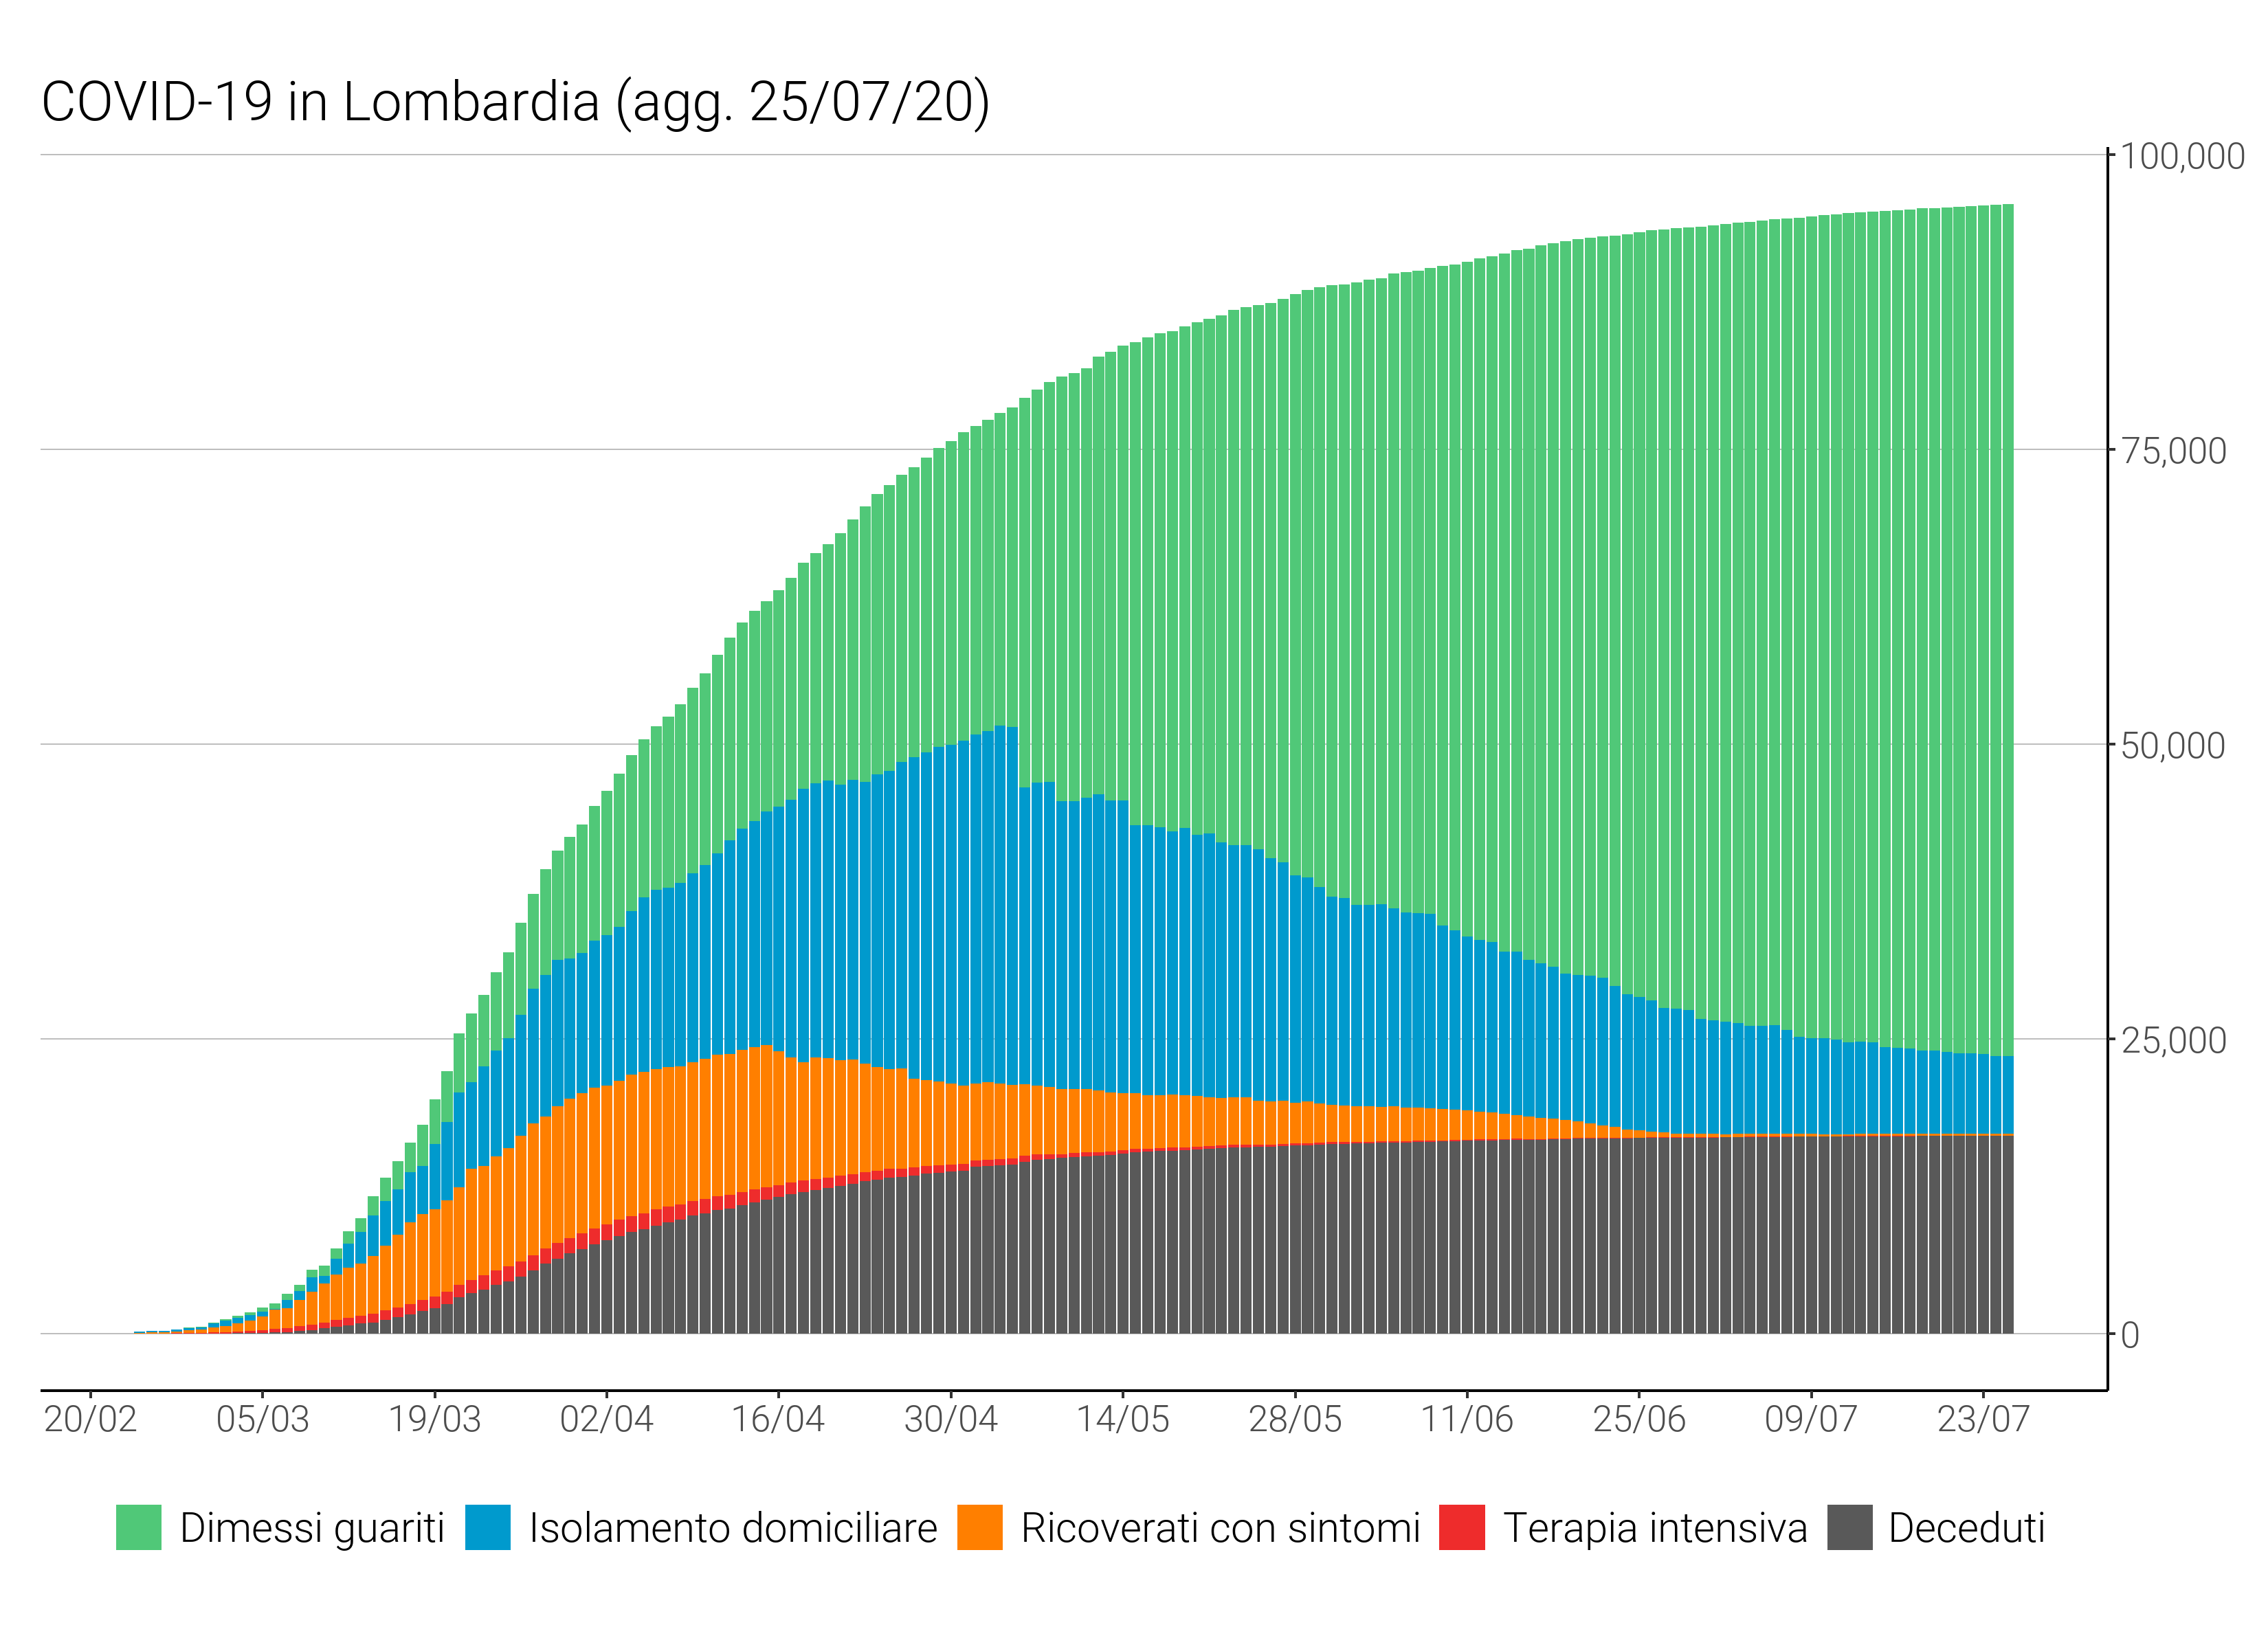 COVID-19 in Lombardia (agg. 25/07/20)
100,000
75,000
50,000
25,000
0
20/02 05/03 19/03 02/04 16/04 30/04 14/05 28/05 11/06 25/06 09/07 23/07
Dimessi guariti Isolamento domiciliare Ricoverati con sintomi Terapia intensiva Deceduti